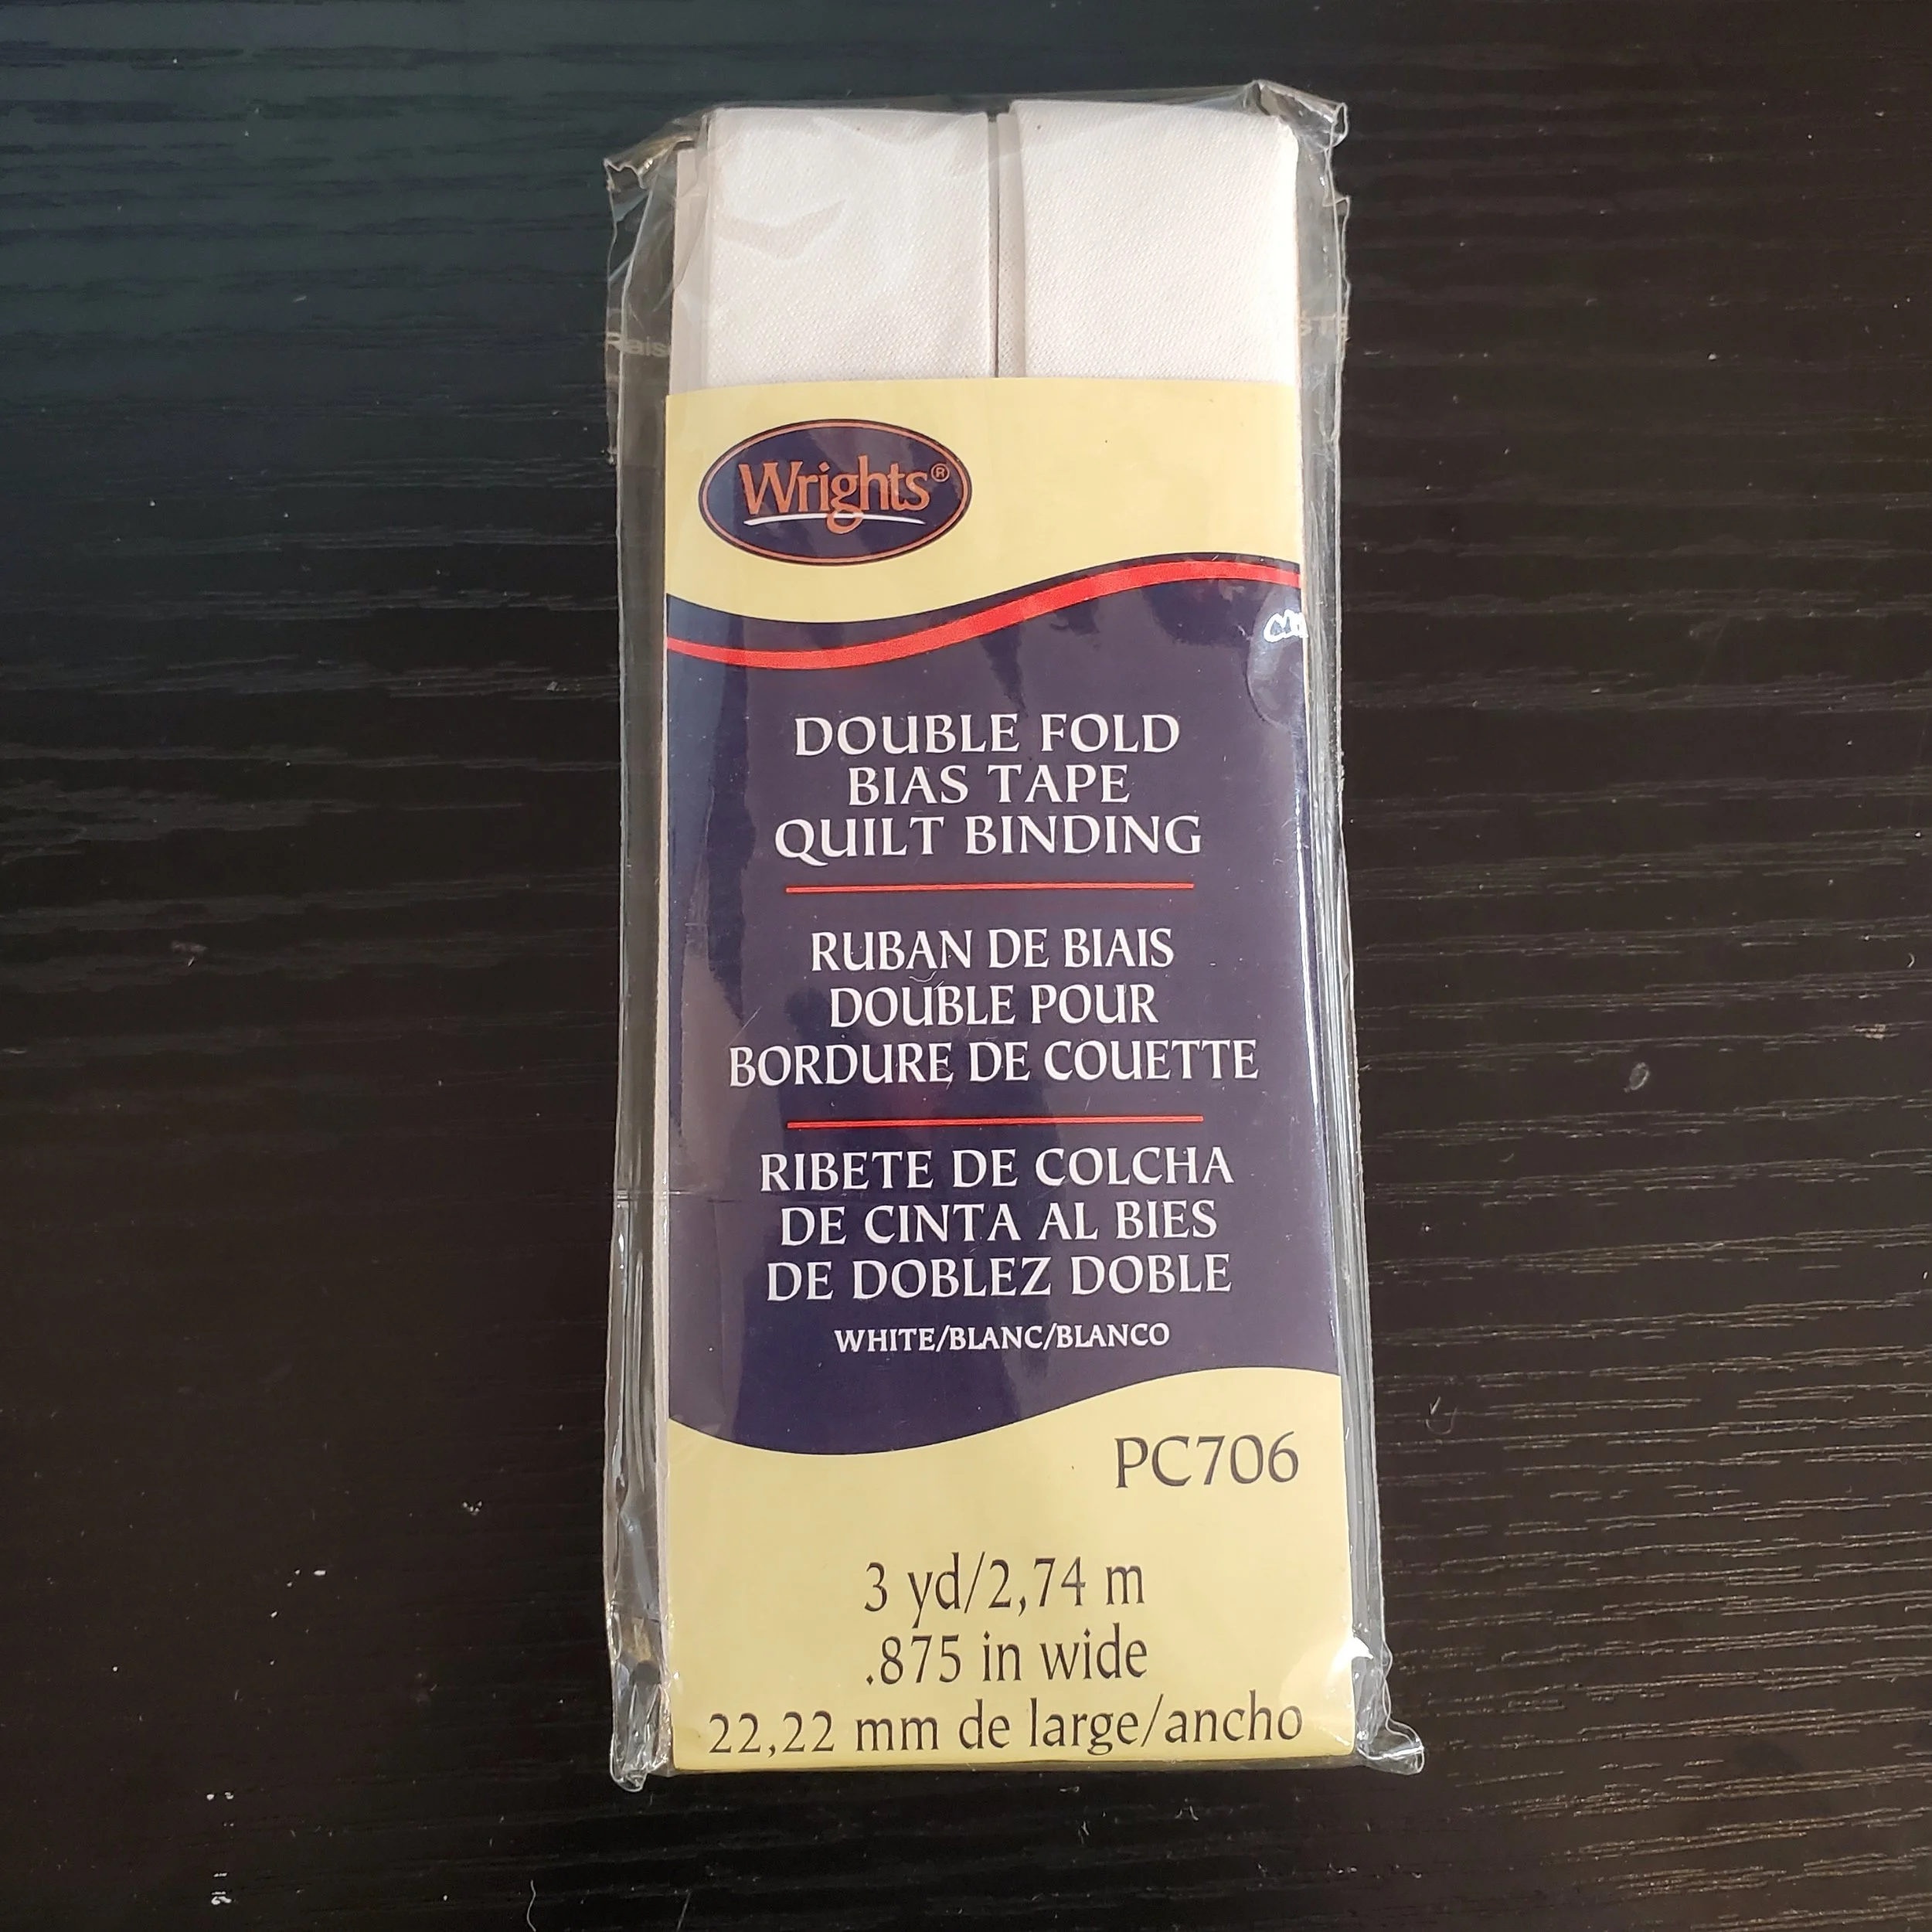 Wrights®
DOUBLE FOLD
BIAS TAPE
QUILT BINDING
RUBAN DE BIAIS
DOUBLE POUR
BORDURE DE COUETTE
RIBETE DE COLCHA
DE CINTA AL BIES
DE DOBLEZ DOBLE
WHITE/BLANC/BLANCO
PC706
3 yd/2,74 m
.875 in wide
22,22 mm de large/ancho